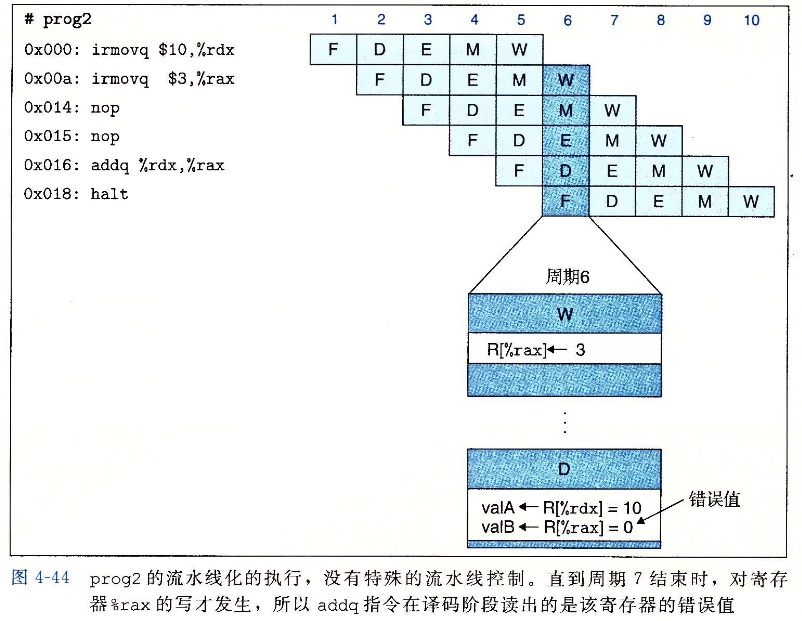 # prog2 1 2 3 4 5 6 7 8 9 10
0x000: irmovq $10,%rdx F D E M W
0x00a: irmovq $3,%rax F D E M W
0x014: nop F D E M W
0x015: nop F D E M W
0x016: addq %rdx,%rax F D E M W
0x018: halt F D E M W
周期6
W
R[%rax]← 3
⋮
D
valA ← R[%rdx] = 10
valB ← R[%rax] = 0
错误值
图 4-44 prog2 的流水线化的执行，没有特殊的流水线控制。直到周期 7 结束时，对寄存
器%rax 的写才发生，所以 addq 指令在译码阶段读出的是该寄存器的错误值